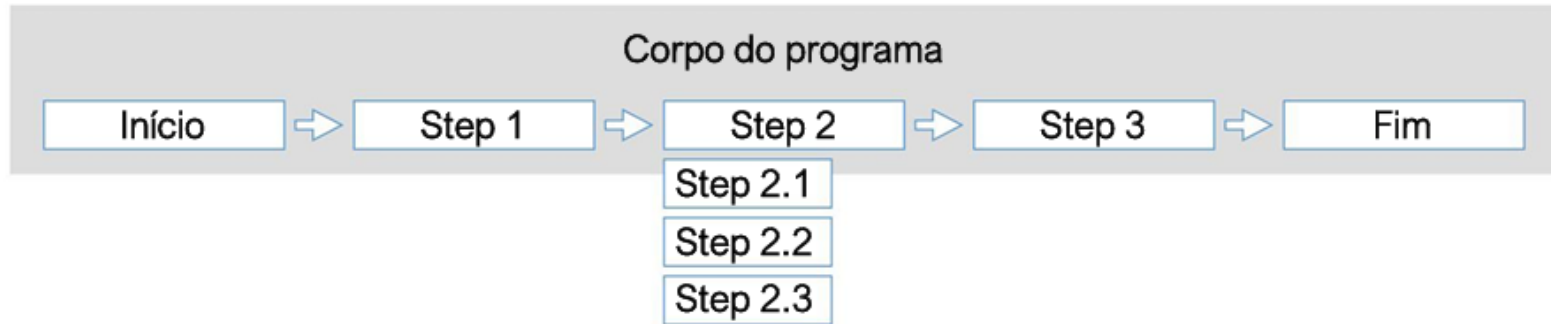 Corpo do programa
Início Step 1 Step 2 Step 3 Fim
Step 2.1
Step 2.2
Step 2.3